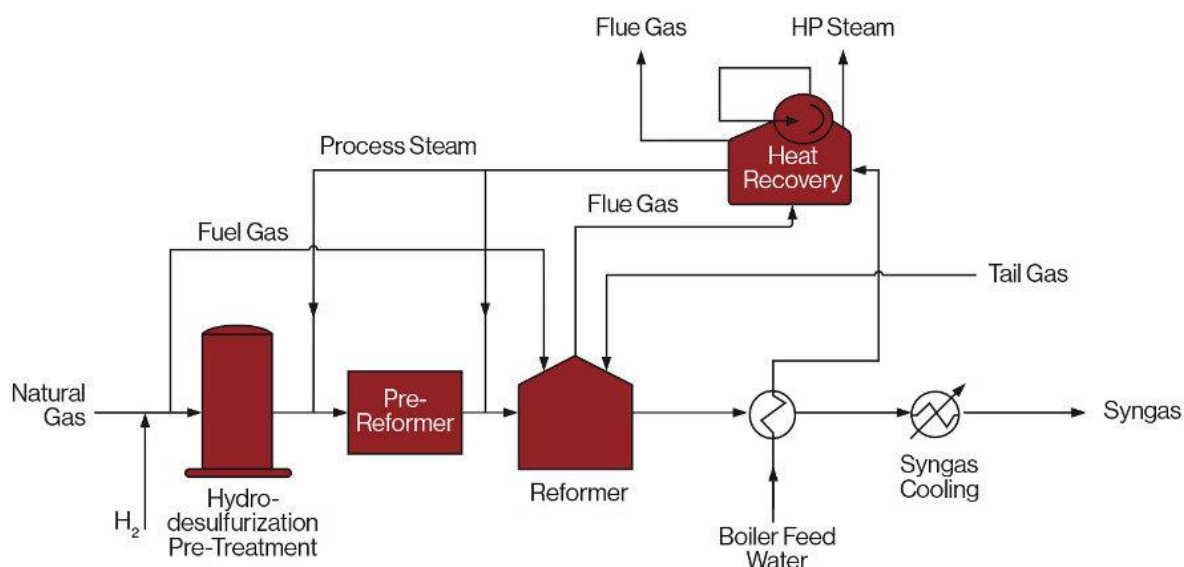 Flue Gas
HP Steam
Process Steam
Heat
Recovery
Flue Gas
Fuel Gas
Tail Gas
Natural
Gas
Pre-
Reformer
Syngas
H2
Hydro-
desulfurization
Pre-Treatment
Reformer
Syngas
Cooling
Boiler Feed
Water